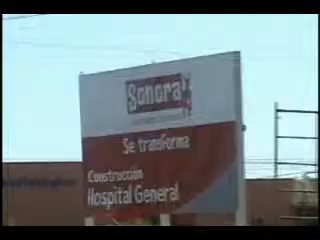 Sonora
Se transforma
Construcción
Hospital General